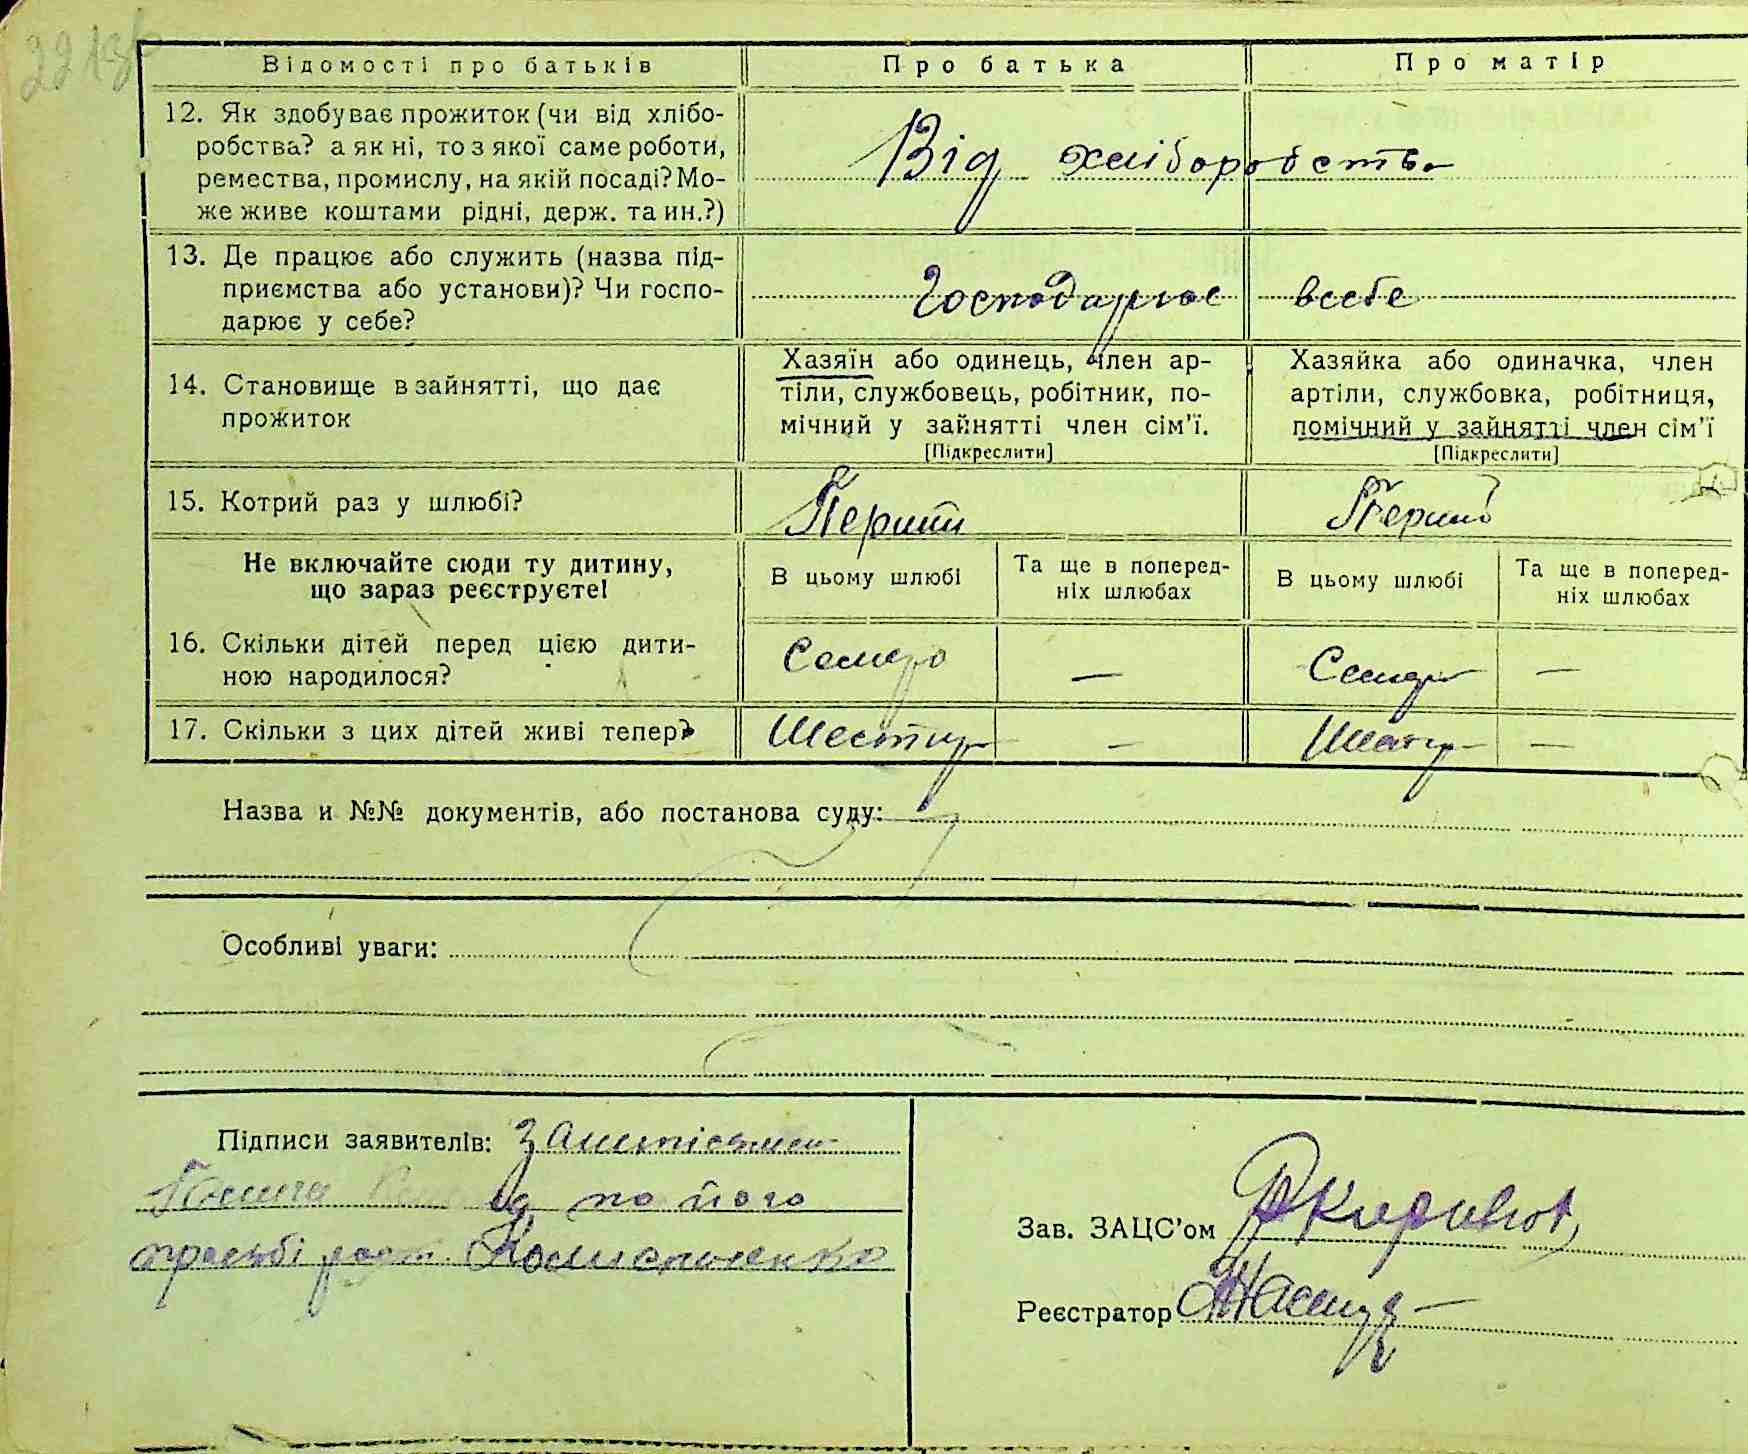 Відомості про батьків
Про батька
Про матір
12. Як здобуває прожиток (чи від хлібо-
робства? а як ні, то з якої саме роботи,
ремества, промислу, на якій посаді? Мо-
же живе коштами рідні, держ. та ин.?)
Від хліборобства
13. Де працює або служить (назва під-
приємства або установи)? Чи госпо-
дарює у себе?
Господарює всебе
14. Становище в зайнятті, що дає
прожиток
Хазяїн або одинець, член ар-
тіли, службовець, робітник, по-
мічний у зайнятті член сім'ї.
[Підкреслити]
Хазяйка або одиначка, член
артіли, службовка, робітниця,
помічний у зайнятті член сім'ї
[Підкреслити]
15. Котрий раз у шлюбі?
Перший
Перший
Не включайте сюди ту дитину,
що зараз реєструєте!
В цьому шлюбі
Та ще в поперед-
ніх шлюбах
В цьому шлюбі
Та ще в поперед-
ніх шлюбах
16. Скільки дітей перед цією дити-
ною народилося?
Семеро
—
Семеро
—
17. Скільки з цих дітей живі тепер?
Шестеро
—
—
Назва и №№ документів, або постанова суду:
Особливі уваги:
Підписи заявителів:
по його
Зав. ЗАЦС'ом
Реєстратор